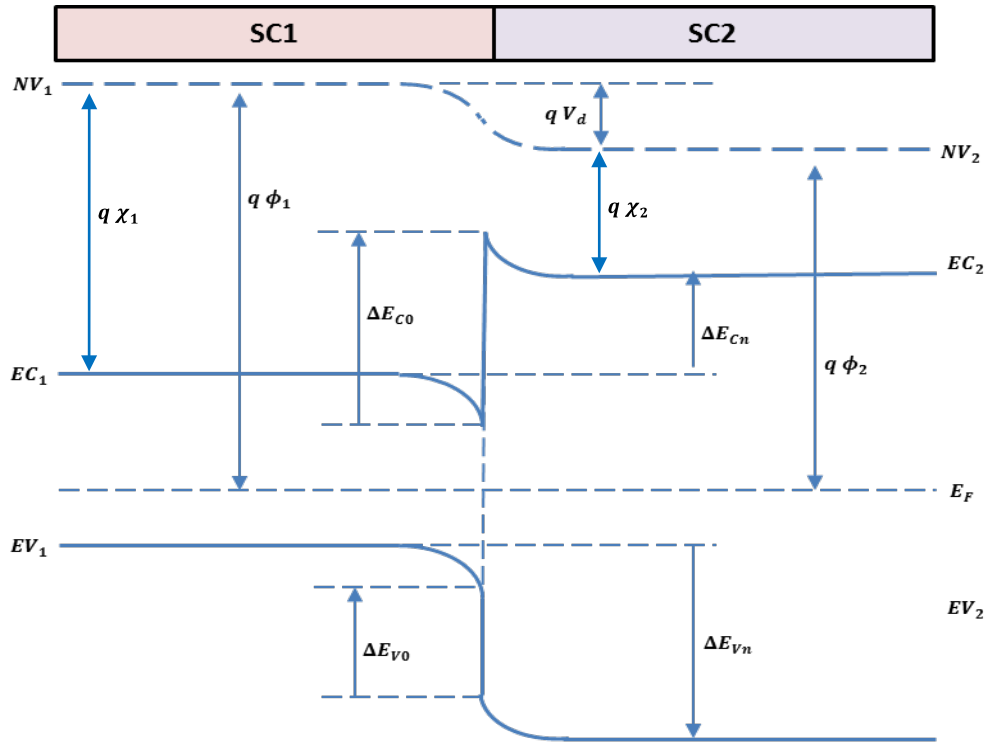 SC1 SC2
NV₁
q V_d
NV₂
q χ₁
q ϕ₁
q χ₂
EC₂
ΔE_C0
ΔE_Cn
q ϕ₂
EC₁
E_F
EV₁
EV₂
ΔE_V0
ΔE_Vn